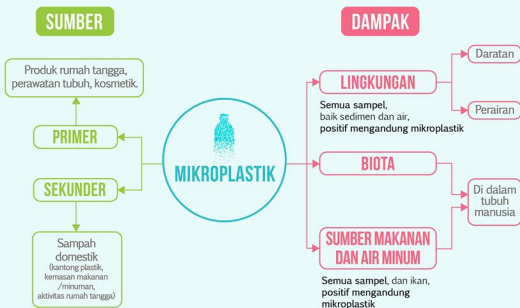 SUMBER
Produk rumah tangga,
perawatan tubuh, kosmetik.
PRIMER
SEKUNDER
Sampah
domestik
(kantong plastik,
kemasan makanan
/minuman,
aktivitas rumah tangga)
MIKROPLASTIK
DAMPAK
LINGKUNGAN
Semua sampel,
baik sedimen dan air,
positif mengandung mikroplastik
Daratan
Perairan
BIOTA
SUMBER MAKANAN
DAN AIR MINUM
Semua sampel, dan ikan,
positif mengandung
mikroplastik
Di dalam
tubuh
manusia